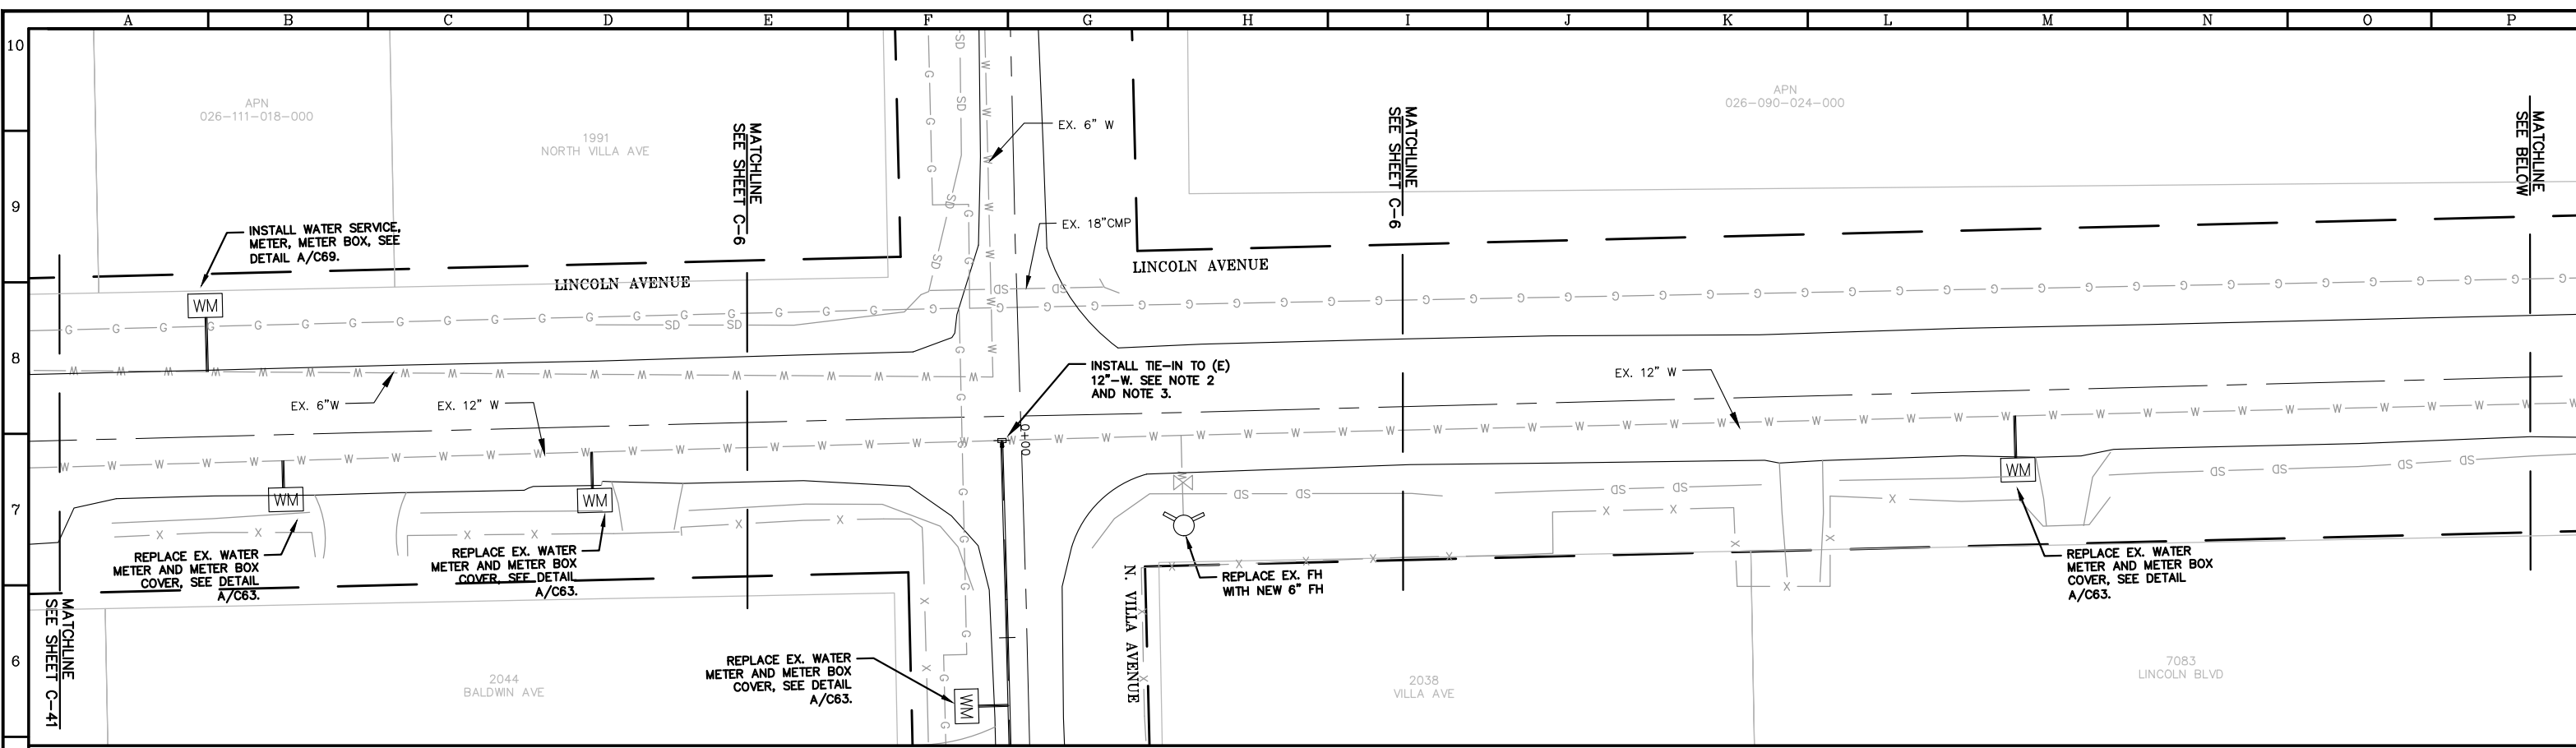 A B C D E F G H I J K L M N O P
10
9
8
7
6
APN
026-111-018-000
1991
NORTH VILLA AVE
MATCHLINE
SEE SHEET C-6
EX. 6" W
MATCHLINE
SEE SHEET C-6
APN
026-090-024-000
MATCHLINE
SEE BELOW
INSTALL WATER SERVICE,
METER, METER BOX, SEE
DETAIL A/C69.
EX. 18"CMP
LINCOLN AVENUE
LINCOLN AVENUE
WM
INSTALL TIE-IN TO (E)
12"-W. SEE NOTE 2
AND NOTE 3.
EX. 6"W
EX. 12" W
EX. 12" W
0+00
WM
WM
WM
REPLACE EX. WATER
METER AND METER BOX
COVER, SEE DETAIL
A/C63.
REPLACE EX. WATER
METER AND METER BOX
COVER, SEE DETAIL
A/C63.
REPLACE EX. FH
WITH NEW 6" FH
REPLACE EX. WATER
METER AND METER BOX
COVER, SEE DETAIL
A/C63.
MATCHLINE
SEE SHEET C-41
N. VILLA AVENUE
2044
BALDWIN AVE
REPLACE EX. WATER
METER AND METER BOX
COVER, SEE DETAIL
A/C63.
WM
2038
VILLA AVE
7083
LINCOLN BLVD